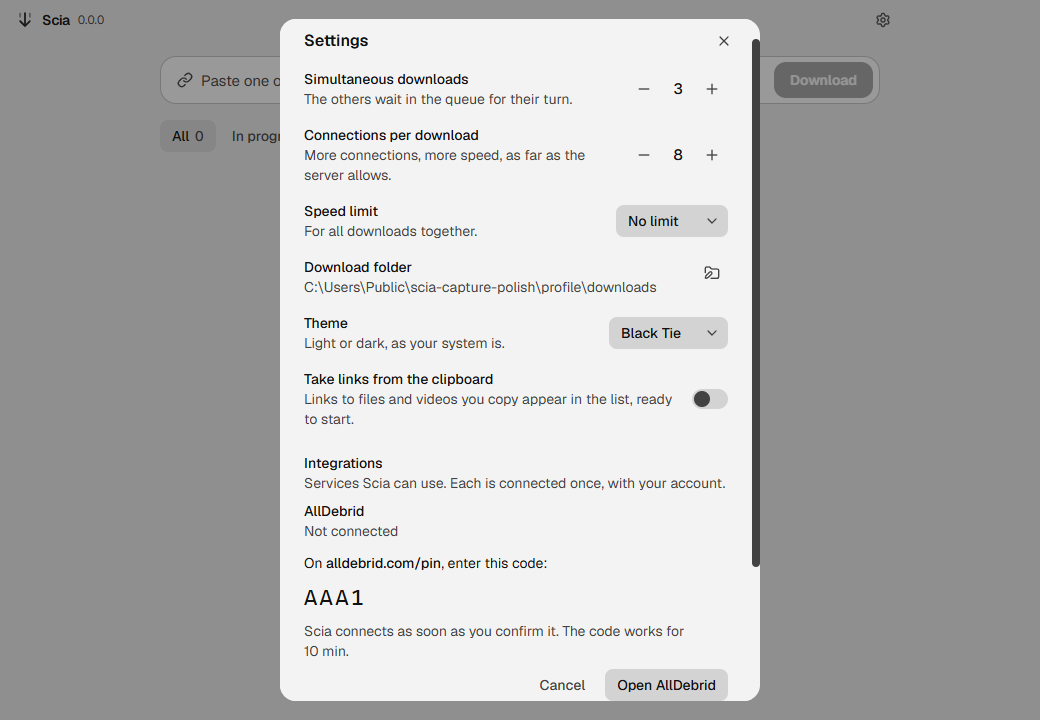 Scia 0.0.0
Paste one o
Download
All 0
In progr
Settings
Simultaneous downloads
The others wait in the queue for their turn.
3
Connections per download
More connections, more speed, as far as the
server allows.
8
Speed limit
For all downloads together.
No limit
Download folder
C:\Users\Public\scia-capture-polish\profile\downloads
Theme
Light or dark, as your system is.
Black Tie
Take links from the clipboard
Links to files and videos you copy appear in the list, ready
to start.
Integrations
Services Scia can use. Each is connected once, with your account.
AllDebrid
Not connected
On alldebrid.com/pin, enter this code:
AAA1
Scia connects as soon as you confirm it. The code works for
10 min.
Cancel
Open AllDebrid